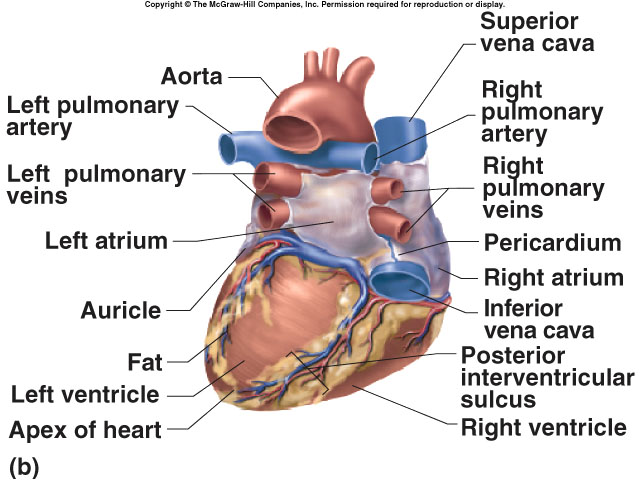 Copyright © The McGraw-Hill Companies, Inc. Permission required for reproduction or display.
Superior
vena cava
Aorta
Left pulmonary
artery
Right
pulmonary
artery
Left pulmonary
veins
Right
pulmonary
veins
Left atrium
Pericardium
Right atrium
Auricle
Inferior
vena cava
Fat
Posterior
interventricular
sulcus
Left ventricle
Apex of heart
Right ventricle
(b)